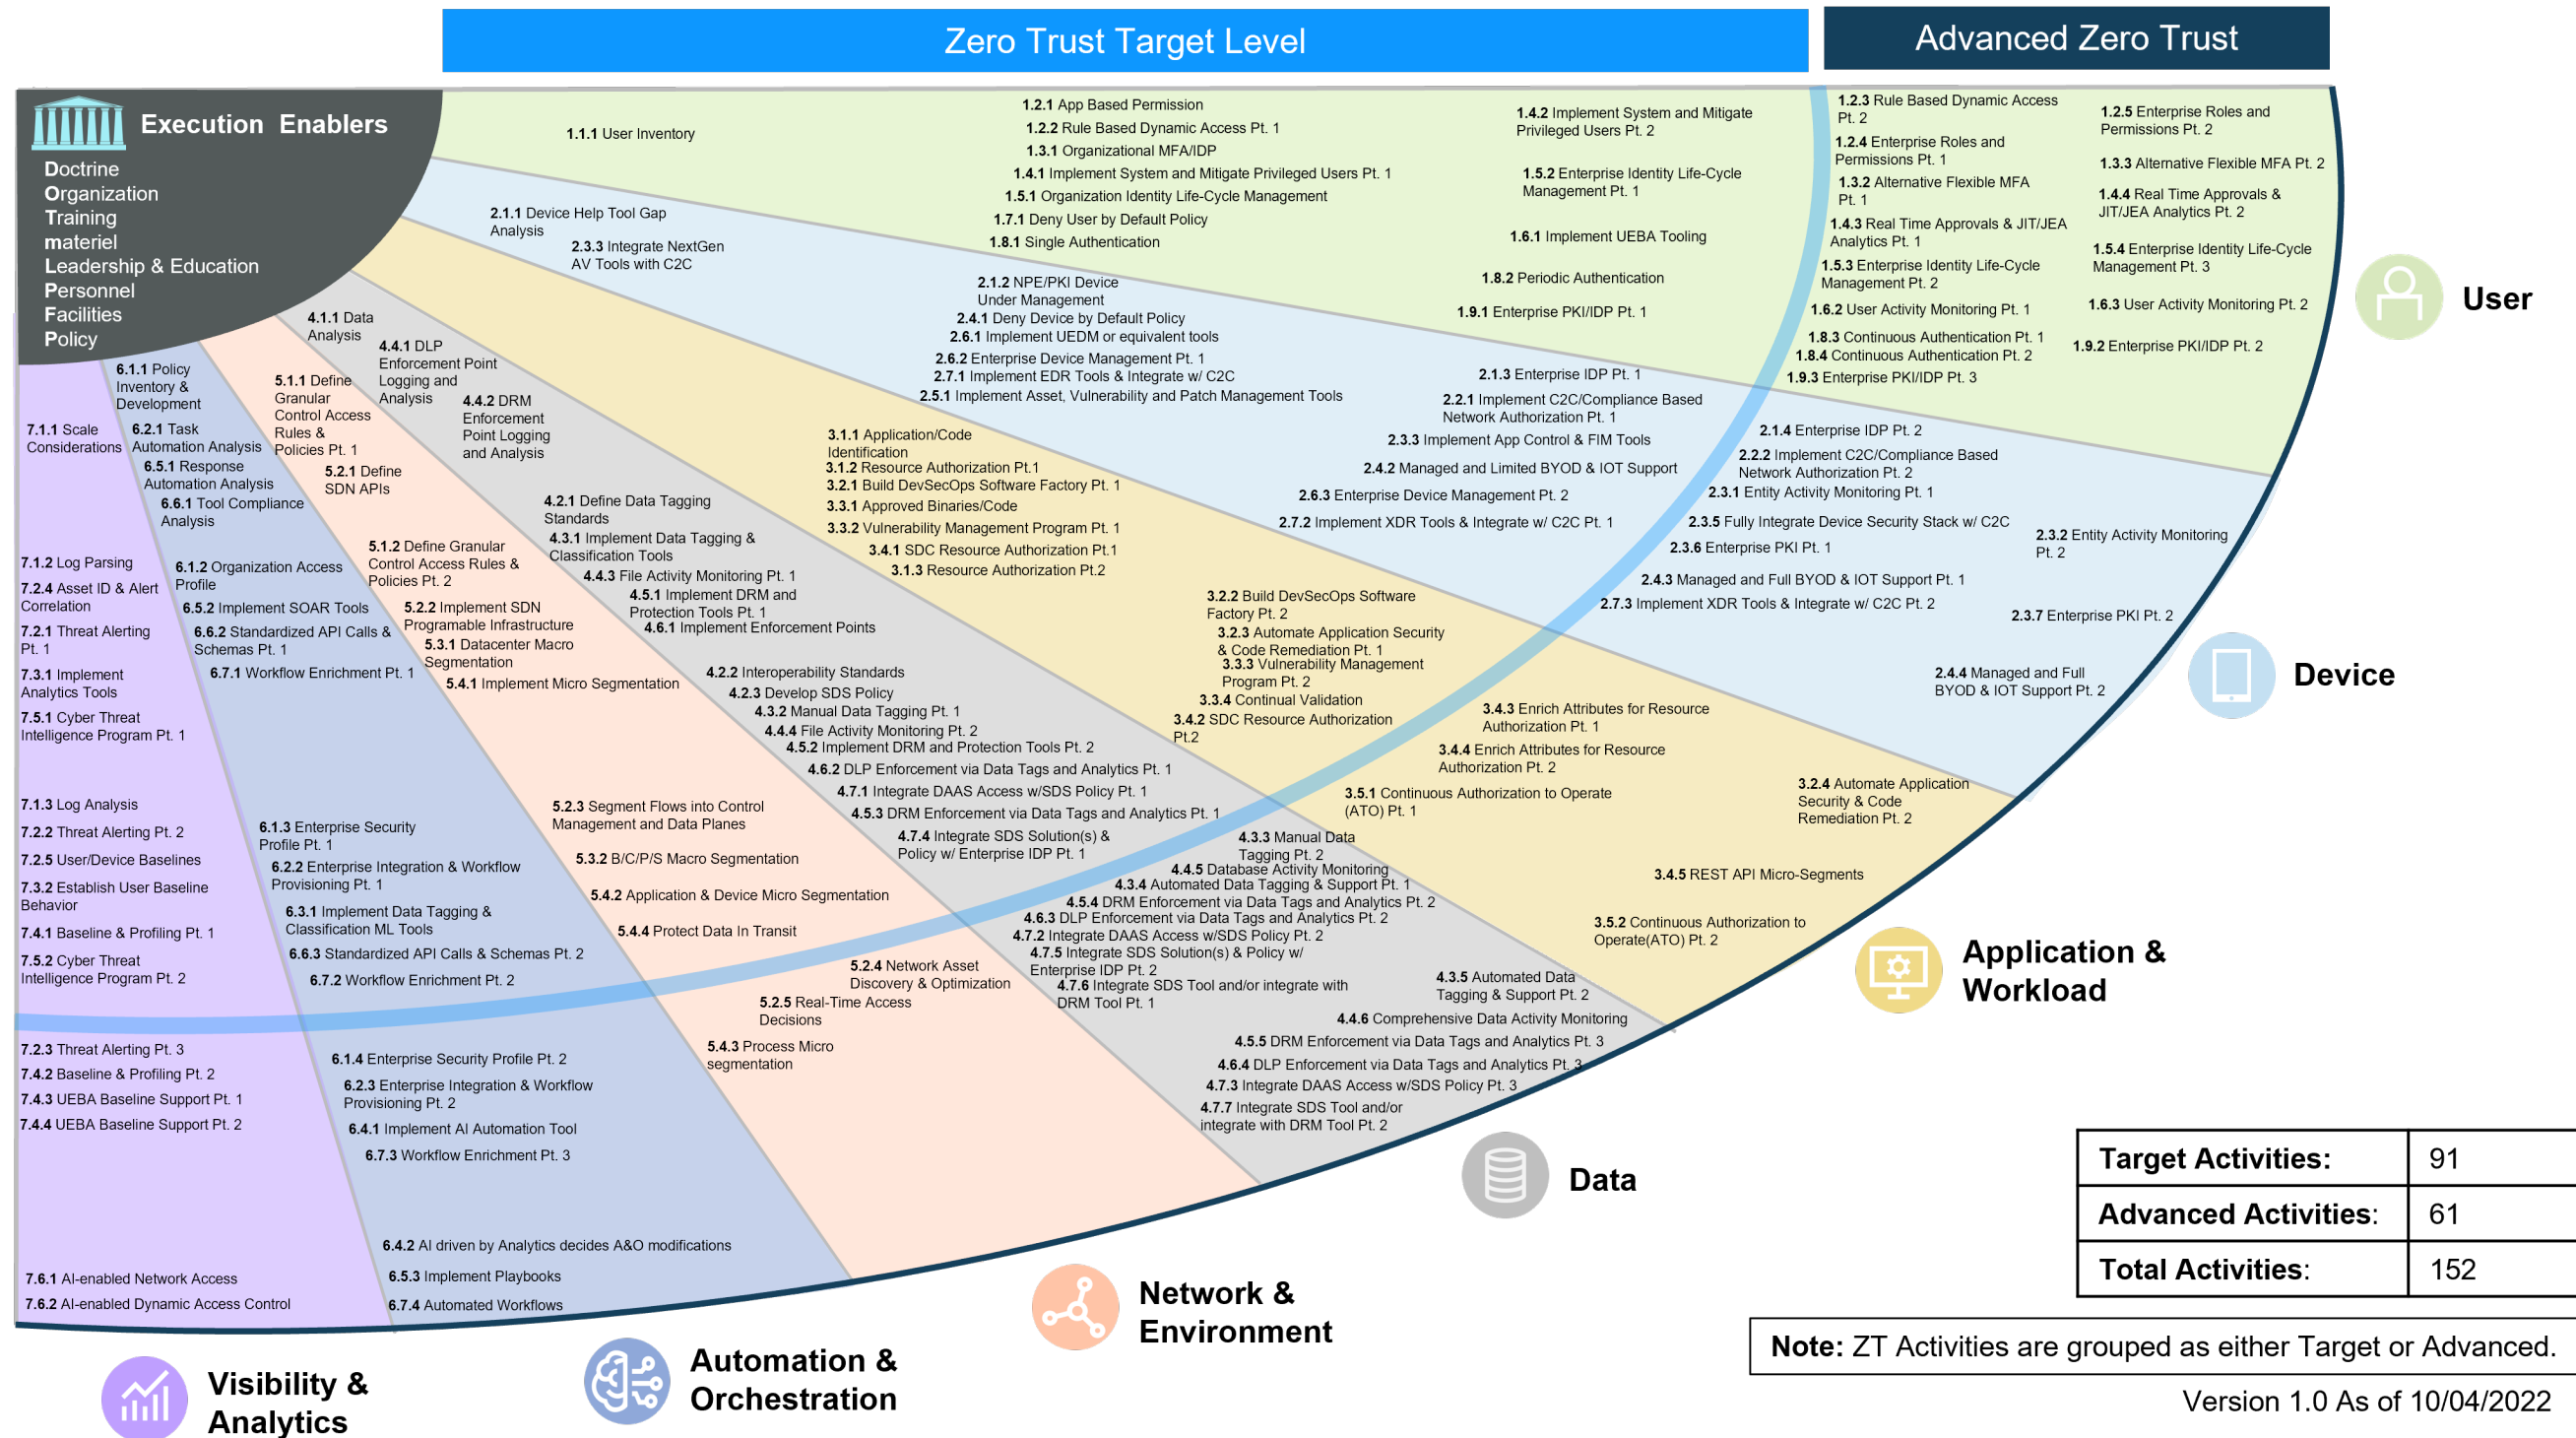 Zero Trust Target Level
Advanced Zero Trust
Execution Enablers
Doctrine
Organization
Training
materiel
Leadership & Education
Personnel
Facilities
Policy
1.1.1 User Inventory
1.2.1 App Based Permission
1.2.2 Rule Based Dynamic Access Pt. 1
1.3.1 Organizational MFA/IDP
1.4.1 Implement System and Mitigate Privileged Users Pt. 1
1.5.1 Organization Identity Life-Cycle Management
1.7.1 Deny User by Default Policy
1.8.1 Single Authentication
1.4.2 Implement System and Mitigate
Privileged Users Pt. 2
1.5.2 Enterprise Identity Life-Cycle
Management Pt. 1
1.6.1 Implement UEBA Tooling
1.8.2 Periodic Authentication
1.9.1 Enterprise PKI/IDP Pt. 1
1.2.3 Rule Based Dynamic Access
Pt. 2
1.2.4 Enterprise Roles and
Permissions Pt. 1
1.3.2 Alternative Flexible MFA
Pt. 1
1.4.3 Real Time Approvals & JIT/JEA
Analytics Pt. 1
1.5.3 Enterprise Identity Life-Cycle
Management Pt. 2
1.6.2 User Activity Monitoring Pt. 1
1.8.3 Continuous Authentication Pt. 1
1.8.4 Continuous Authentication Pt. 2
1.9.3 Enterprise PKI/IDP Pt. 3
1.2.5 Enterprise Roles and
Permissions Pt. 2
1.3.3 Alternative Flexible MFA Pt. 2
1.4.4 Real Time Approvals &
JIT/JEA Analytics Pt. 2
1.5.4 Enterprise Identity Life-Cycle
Management Pt. 3
1.6.3 User Activity Monitoring Pt. 2
1.9.2 Enterprise PKI/IDP Pt. 2
User
2.1.1 Device Help Tool Gap
Analysis
2.3.3 Integrate NextGen
AV Tools with C2C
2.1.2 NPE/PKI Device
Under Management
2.4.1 Deny Device by Default Policy
2.6.1 Implement UEDM or equivalent tools
2.6.2 Enterprise Device Management Pt. 1
2.7.1 Implement EDR Tools & Integrate w/ C2C
2.5.1 Implement Asset, Vulnerability and Patch Management Tools
2.1.3 Enterprise IDP Pt. 1
2.2.1 Implement C2C/Compliance Based
Network Authorization Pt. 1
2.3.3 Implement App Control & FIM Tools
2.4.2 Managed and Limited BYOD & IOT Support
2.6.3 Enterprise Device Management Pt. 2
2.7.2 Implement XDR Tools & Integrate w/ C2C Pt. 1
2.1.4 Enterprise IDP Pt. 2
2.2.2 Implement C2C/Compliance Based
Network Authorization Pt. 2
2.3.1 Entity Activity Monitoring Pt. 1
2.3.5 Fully Integrate Device Security Stack w/ C2C
2.3.6 Enterprise PKI Pt. 1
2.4.3 Managed and Full BYOD & IOT Support Pt. 1
2.7.3 Implement XDR Tools & Integrate w/ C2C Pt. 2
2.3.2 Entity Activity Monitoring
Pt. 2
2.3.7 Enterprise PKI Pt. 2
2.4.4 Managed and Full
BYOD & IOT Support Pt. 2
Device
3.1.1 Application/Code
Identification
3.1.2 Resource Authorization Pt.1
3.2.1 Build DevSecOps Software Factory Pt. 1
3.3.1 Approved Binaries/Code
3.3.2 Vulnerability Management Program Pt. 1
3.4.1 SDC Resource Authorization Pt.1
3.1.3 Resource Authorization Pt.2
3.2.2 Build DevSecOps Software
Factory Pt. 2
3.2.3 Automate Application Security
& Code Remediation Pt. 1
3.3.3 Vulnerability Management
Program Pt. 2
3.3.4 Continual Validation
3.4.2 SDC Resource Authorization
Pt.2
3.4.3 Enrich Attributes for Resource
Authorization Pt. 1
3.4.4 Enrich Attributes for Resource
Authorization Pt. 2
3.5.1 Continuous Authorization to Operate
(ATO) Pt. 1
3.2.4 Automate Application
Security & Code
Remediation Pt. 2
3.4.5 REST API Micro-Segments
3.5.2 Continuous Authorization to
Operate(ATO) Pt. 2
Application &
Workload
4.1.1 Data
Analysis
4.4.1 DLP
Enforcement Point
Logging and
Analysis
4.4.2 DRM
Enforcement
Point Logging
and Analysis
4.2.1 Define Data Tagging
Standards
4.3.1 Implement Data Tagging &
Classification Tools
4.4.3 File Activity Monitoring Pt. 1
4.5.1 Implement DRM and
Protection Tools Pt. 1
4.6.1 Implement Enforcement Points
4.2.2 Interoperability Standards
4.2.3 Develop SDS Policy
4.3.2 Manual Data Tagging Pt. 1
4.4.4 File Activity Monitoring Pt. 2
4.5.2 Implement DRM and Protection Tools Pt. 2
4.6.2 DLP Enforcement via Data Tags and Analytics Pt. 1
4.7.1 Integrate DAAS Access w/SDS Policy Pt. 1
4.5.3 DRM Enforcement via Data Tags and Analytics Pt. 1
4.7.4 Integrate SDS Solution(s) &
Policy w/ Enterprise IDP Pt. 1
4.3.3 Manual Data
Tagging Pt. 2
4.4.5 Database Activity Monitoring
4.3.4 Automated Data Tagging & Support Pt. 1
4.5.4 DRM Enforcement via Data Tags and Analytics Pt. 2
4.6.3 DLP Enforcement via Data Tags and Analytics Pt. 2
4.7.2 Integrate DAAS Access w/SDS Policy Pt. 2
4.7.5 Integrate SDS Solution(s) & Policy w/
Enterprise IDP Pt. 2
4.7.6 Integrate SDS Tool and/or integrate with
DRM Tool Pt. 1
4.3.5 Automated Data
Tagging & Support Pt. 2
4.4.6 Comprehensive Data Activity Monitoring
4.5.5 DRM Enforcement via Data Tags and Analytics Pt. 3
4.6.4 DLP Enforcement via Data Tags and Analytics Pt. 3
4.7.3 Integrate DAAS Access w/SDS Policy Pt. 3
4.7.7 Integrate SDS Tool and/or
integrate with DRM Tool Pt. 2
Data
5.1.1 Define
Granular
Control Access
Rules &
Policies Pt. 1
5.2.1 Define
SDN APIs
5.1.2 Define Granular
Control Access Rules &
Policies Pt. 2
5.2.2 Implement SDN
Programable Infrastructure
5.3.1 Datacenter Macro
Segmentation
5.4.1 Implement Micro Segmentation
5.2.3 Segment Flows into Control
Management and Data Planes
5.3.2 B/C/P/S Macro Segmentation
5.4.2 Application & Device Micro Segmentation
5.4.4 Protect Data In Transit
5.2.4 Network Asset
Discovery & Optimization
5.2.5 Real-Time Access
Decisions
5.4.3 Process Micro
segmentation
Network &
Environment
6.1.1 Policy
Inventory &
Development
6.2.1 Task
Automation Analysis
6.5.1 Response
Automation Analysis
6.6.1 Tool Compliance
Analysis
6.1.2 Organization Access
Profile
6.5.2 Implement SOAR Tools
6.6.2 Standardized API Calls &
Schemas Pt. 1
6.7.1 Workflow Enrichment Pt. 1
6.1.3 Enterprise Security
Profile Pt. 1
6.2.2 Enterprise Integration & Workflow
Provisioning Pt. 1
6.3.1 Implement Data Tagging &
Classification ML Tools
6.6.3 Standardized API Calls & Schemas Pt. 2
6.7.2 Workflow Enrichment Pt. 2
6.1.4 Enterprise Security Profile Pt. 2
6.2.3 Enterprise Integration & Workflow
Provisioning Pt. 2
6.4.1 Implement AI Automation Tool
6.7.3 Workflow Enrichment Pt. 3
6.4.2 AI driven by Analytics decides A&O modifications
6.5.3 Implement Playbooks
6.7.4 Automated Workflows
Automation &
Orchestration
7.1.1 Scale
Considerations
7.1.2 Log Parsing
7.2.4 Asset ID & Alert
Correlation
7.2.1 Threat Alerting
Pt. 1
7.3.1 Implement
Analytics Tools
7.5.1 Cyber Threat
Intelligence Program Pt. 1
7.1.3 Log Analysis
7.2.2 Threat Alerting Pt. 2
7.2.5 User/Device Baselines
7.3.2 Establish User Baseline
Behavior
7.4.1 Baseline & Profiling Pt. 1
7.5.2 Cyber Threat
Intelligence Program Pt. 2
7.2.3 Threat Alerting Pt. 3
7.4.2 Baseline & Profiling Pt. 2
7.4.3 UEBA Baseline Support Pt. 1
7.4.4 UEBA Baseline Support Pt. 2
7.6.1 AI-enabled Network Access
7.6.2 AI-enabled Dynamic Access Control
Visibility &
Analytics
Target Activities: 91
Advanced Activities: 61
Total Activities: 152
Note: ZT Activities are grouped as either Target or Advanced.
Version 1.0 As of 10/04/2022